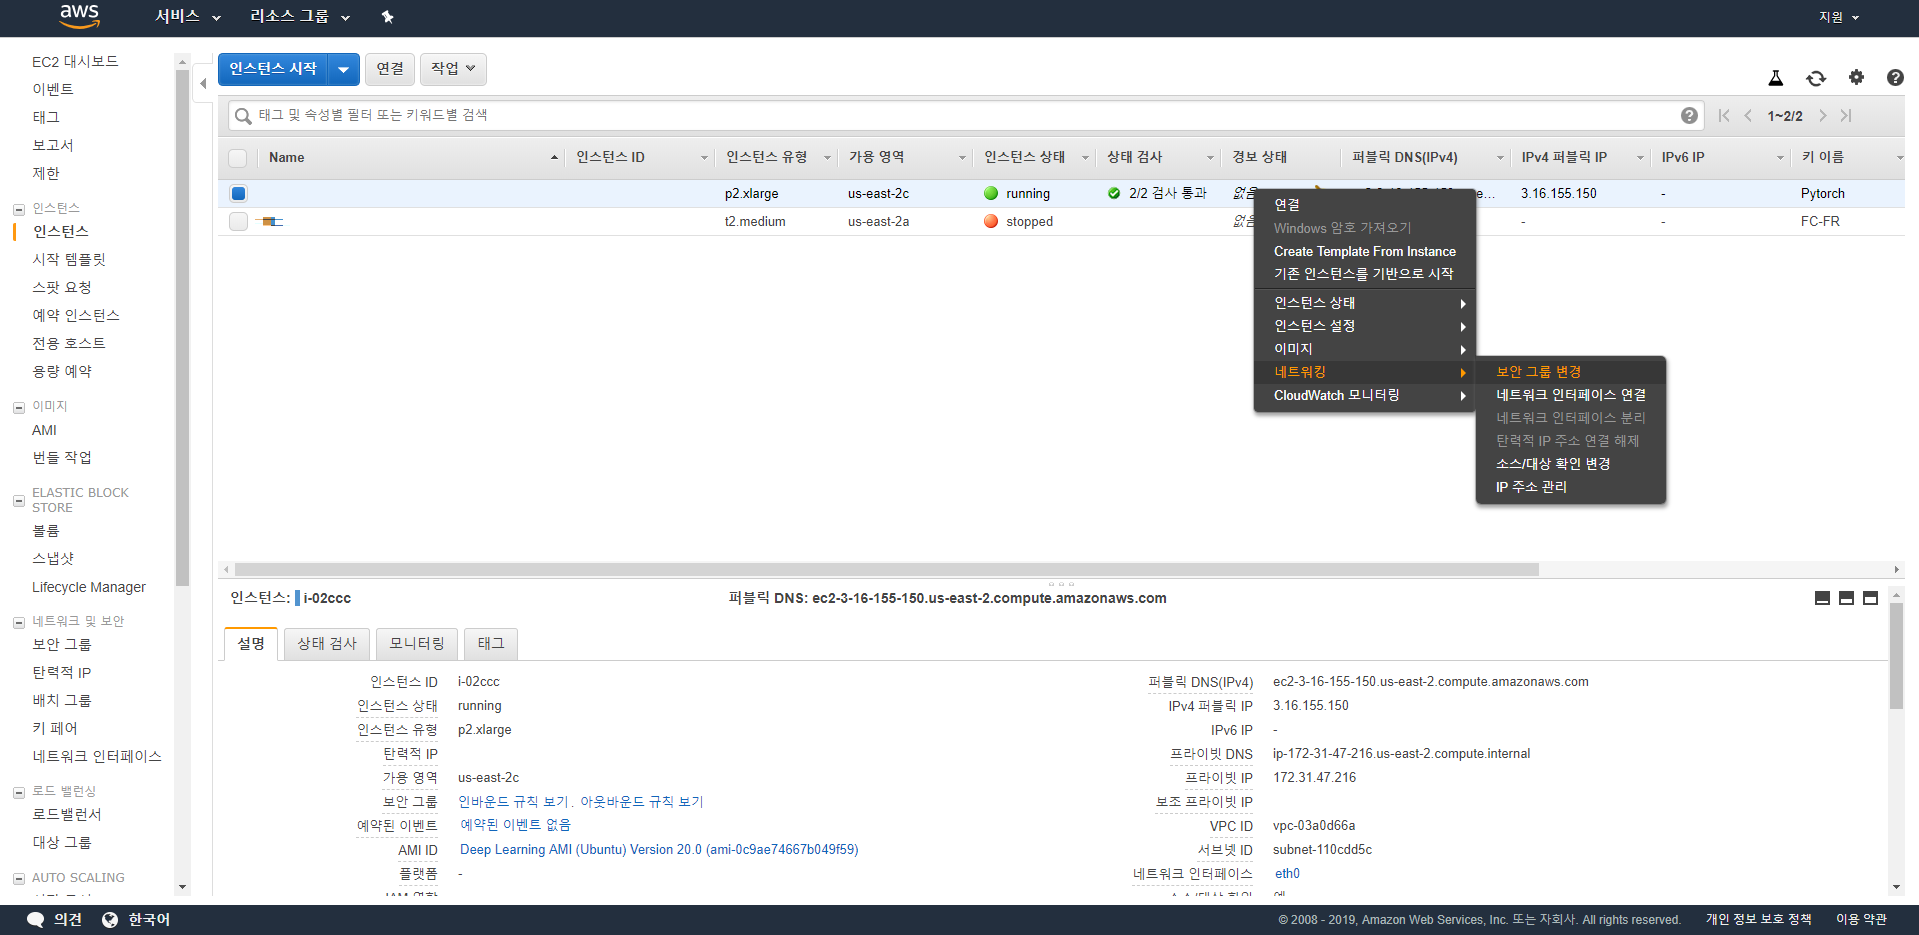 aws 서비스 리소스 그룹 지원
EC2 대시보드
이벤트
태그
보고서
제한
인스턴스
인스턴스
시작 템플릿
스팟 요청
예약 인스턴스
전용 호스트
용량 예약
이미지
AMI
번들 작업
ELASTIC BLOCK
STORE
볼륨
스냅샷
Lifecycle Manager
네트워크 및 보안
보안 그룹
탄력적 IP
배치 그룹
키 페어
네트워크 인터페이스
로드 밸런싱
로드밸런서
대상 그룹
AUTO SCALING
인스턴스 시작 연결 작업
태그 및 속성별 필터 또는 키워드별 검색 1~2/2
Name 인스턴스 ID 인스턴스 유형 가용 영역 인스턴스 상태 상태 검사 경보 상태 퍼블릭 DNS(IPv4) IPv4 퍼블릭 IP IPv6 IP 키 이름
p2.xlarge us-east-2c running 2/2 검사 통과 없음 3.16.155.150 - Pytorch
t2.medium us-east-2a stopped 없음 - - FC-FR
연결
Windows 암호 가져오기
Create Template From Instance
기존 인스턴스를 기반으로 시작
인스턴스 상태
인스턴스 설정
이미지
네트워킹
CloudWatch 모니터링
보안 그룹 변경
네트워크 인터페이스 연결
네트워크 인터페이스 분리
탄력적 IP 주소 연결 해제
소스/대상 확인 변경
IP 주소 관리
인스턴스: i-02ccc 퍼블릭 DNS: ec2-3-16-155-150.us-east-2.compute.amazonaws.com
설명 상태 검사 모니터링 태그
인스턴스 ID i-02ccc
인스턴스 상태 running
인스턴스 유형 p2.xlarge
탄력적 IP
가용 영역 us-east-2c
보안 그룹 인바운드 규칙 보기. 아웃바운드 규칙 보기
예약된 이벤트 예약된 이벤트 없음
AMI ID Deep Learning AMI (Ubuntu) Version 20.0 (ami-0c9ae74667b049f59)
플랫폼 -
퍼블릭 DNS(IPv4) ec2-3-16-155-150.us-east-2.compute.amazonaws.com
IPv4 퍼블릭 IP 3.16.155.150
IPv6 IP -
프라이빗 DNS ip-172-31-47-216.us-east-2.compute.internal
프라이빗 IP 172.31.47.216
보조 프라이빗 IP
VPC ID vpc-03a0d66a
서브넷 ID subnet-110cdd5c
네트워크 인터페이스 eth0
의견 한국어 © 2008 - 2019, Amazon Web Services, Inc. 또는 자회사. All rights reserved. 개인 정보 보호 정책 이용 약관